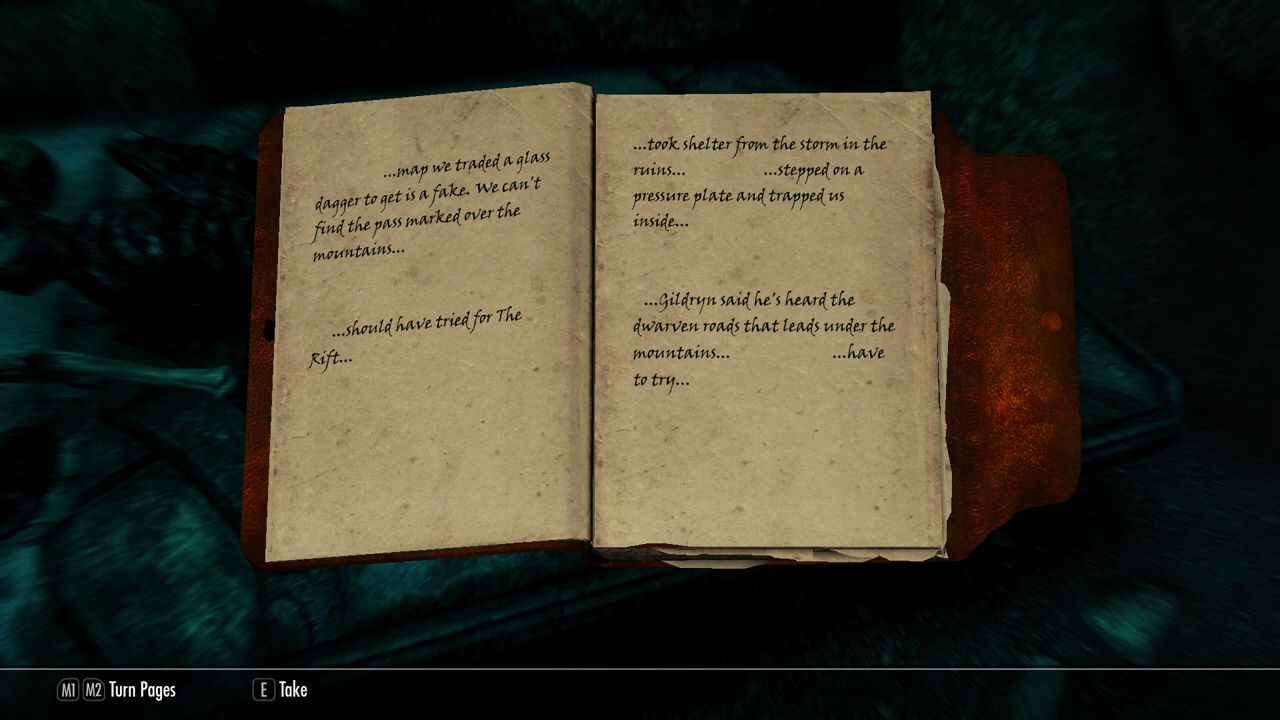 ...map we traded a glass
dagger to get is a fake. We can't
find the pass marked over the
mountains...
...should have tried for The
Rift...
...took shelter from the storm in the
ruins... ...stepped on a
pressure plate and trapped us
inside...
...Gildryn said he's heard the
dwarven roads that leads under the
mountains... ...have
to try...
M1 M2 Turn Pages E Take